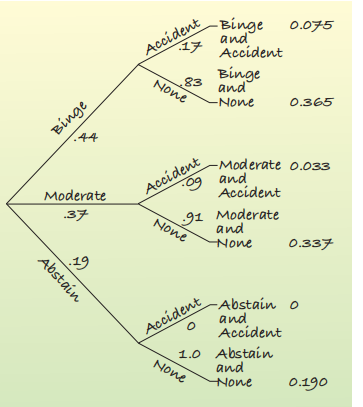 Accident
.17
Binge 0.075
and
Accident
.83
None
Binge
and
None 0.365
Binge
.44
Accident
.09
Moderate 0.033
and
Accident
Moderate
.37
.91
None
Moderate
and
None 0.337
.19
Abstain
Accident
0
Abstain 0
and
Accident
1.0
None
Abstain
and
None 0.190